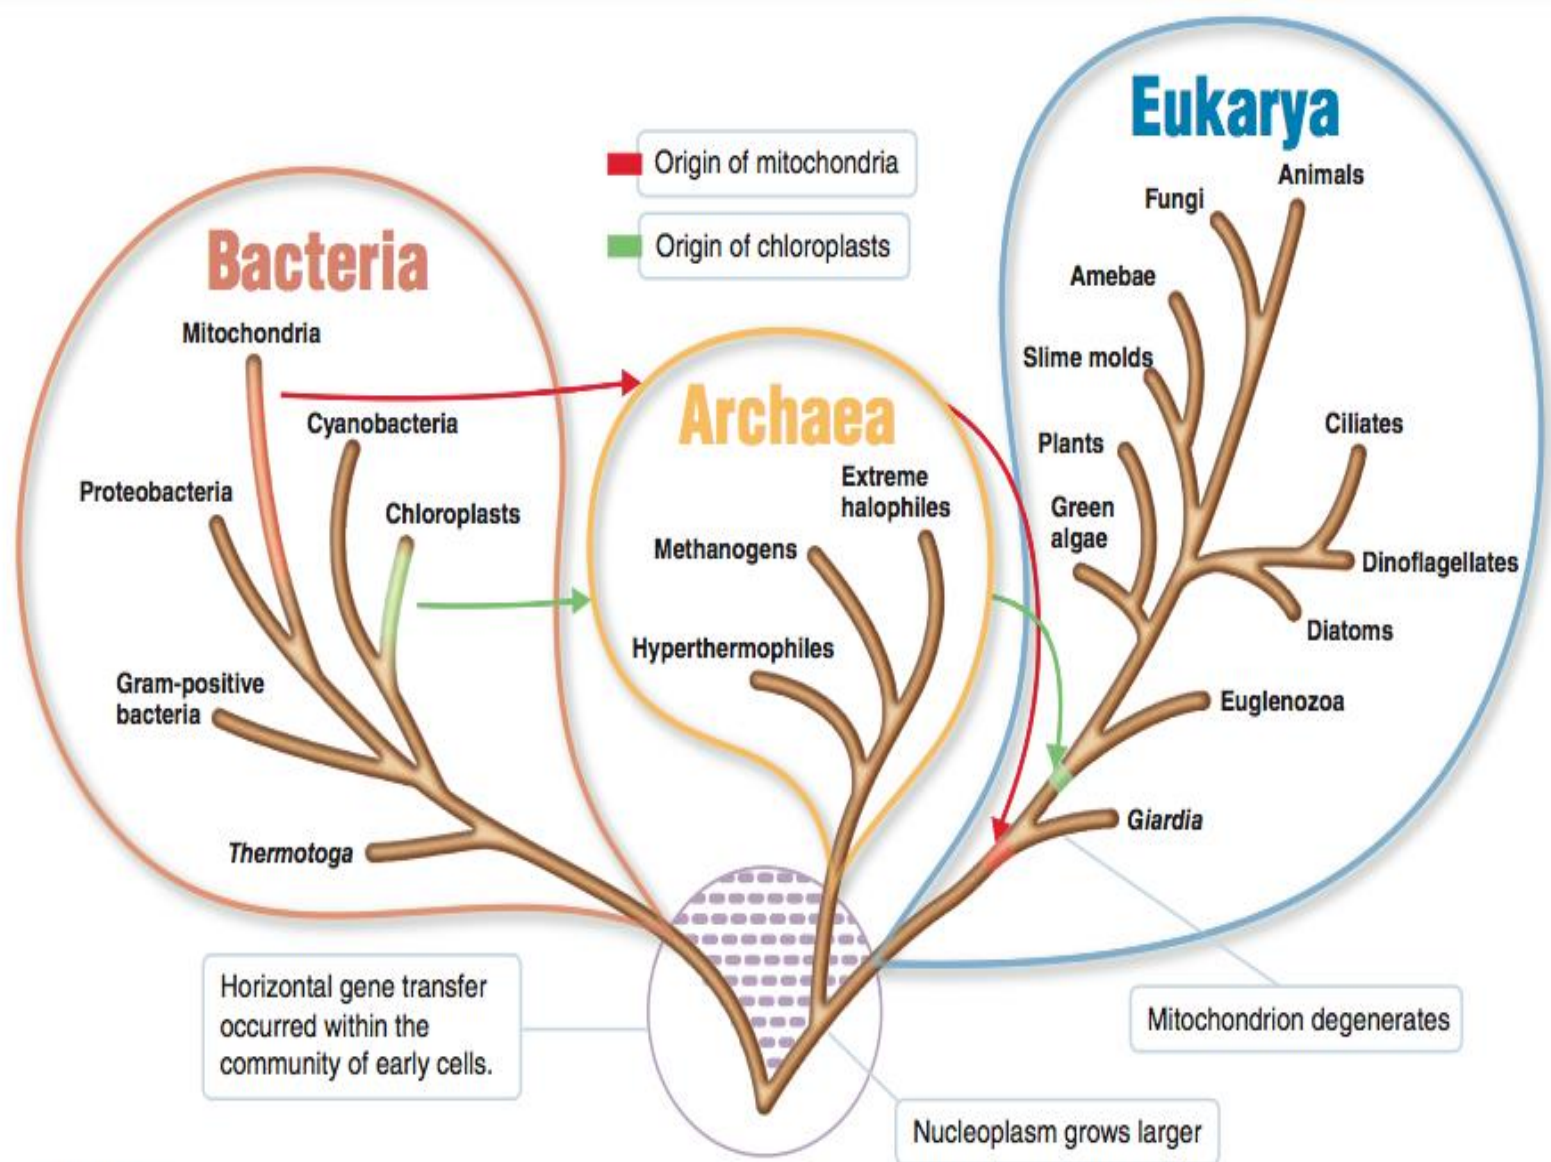 Eukarya
Origin of mitochondria
Origin of chloroplasts
Animals
Fungi
Bacteria
Amebae
Mitochondria
Slime molds
Archaea
Cyanobacteria
Ciliates
Plants
Extreme
halophiles
Proteobacteria
Chloroplasts
Green
algae
Methanogens
Dinoflagellates
Diatoms
Hyperthermophiles
Gram-positive
bacteria
Euglenozoa
Giardia
Thermotoga
Horizontal gene transfer
occurred within the
community of early cells.
Mitochondrion degenerates
Nucleoplasm grows larger